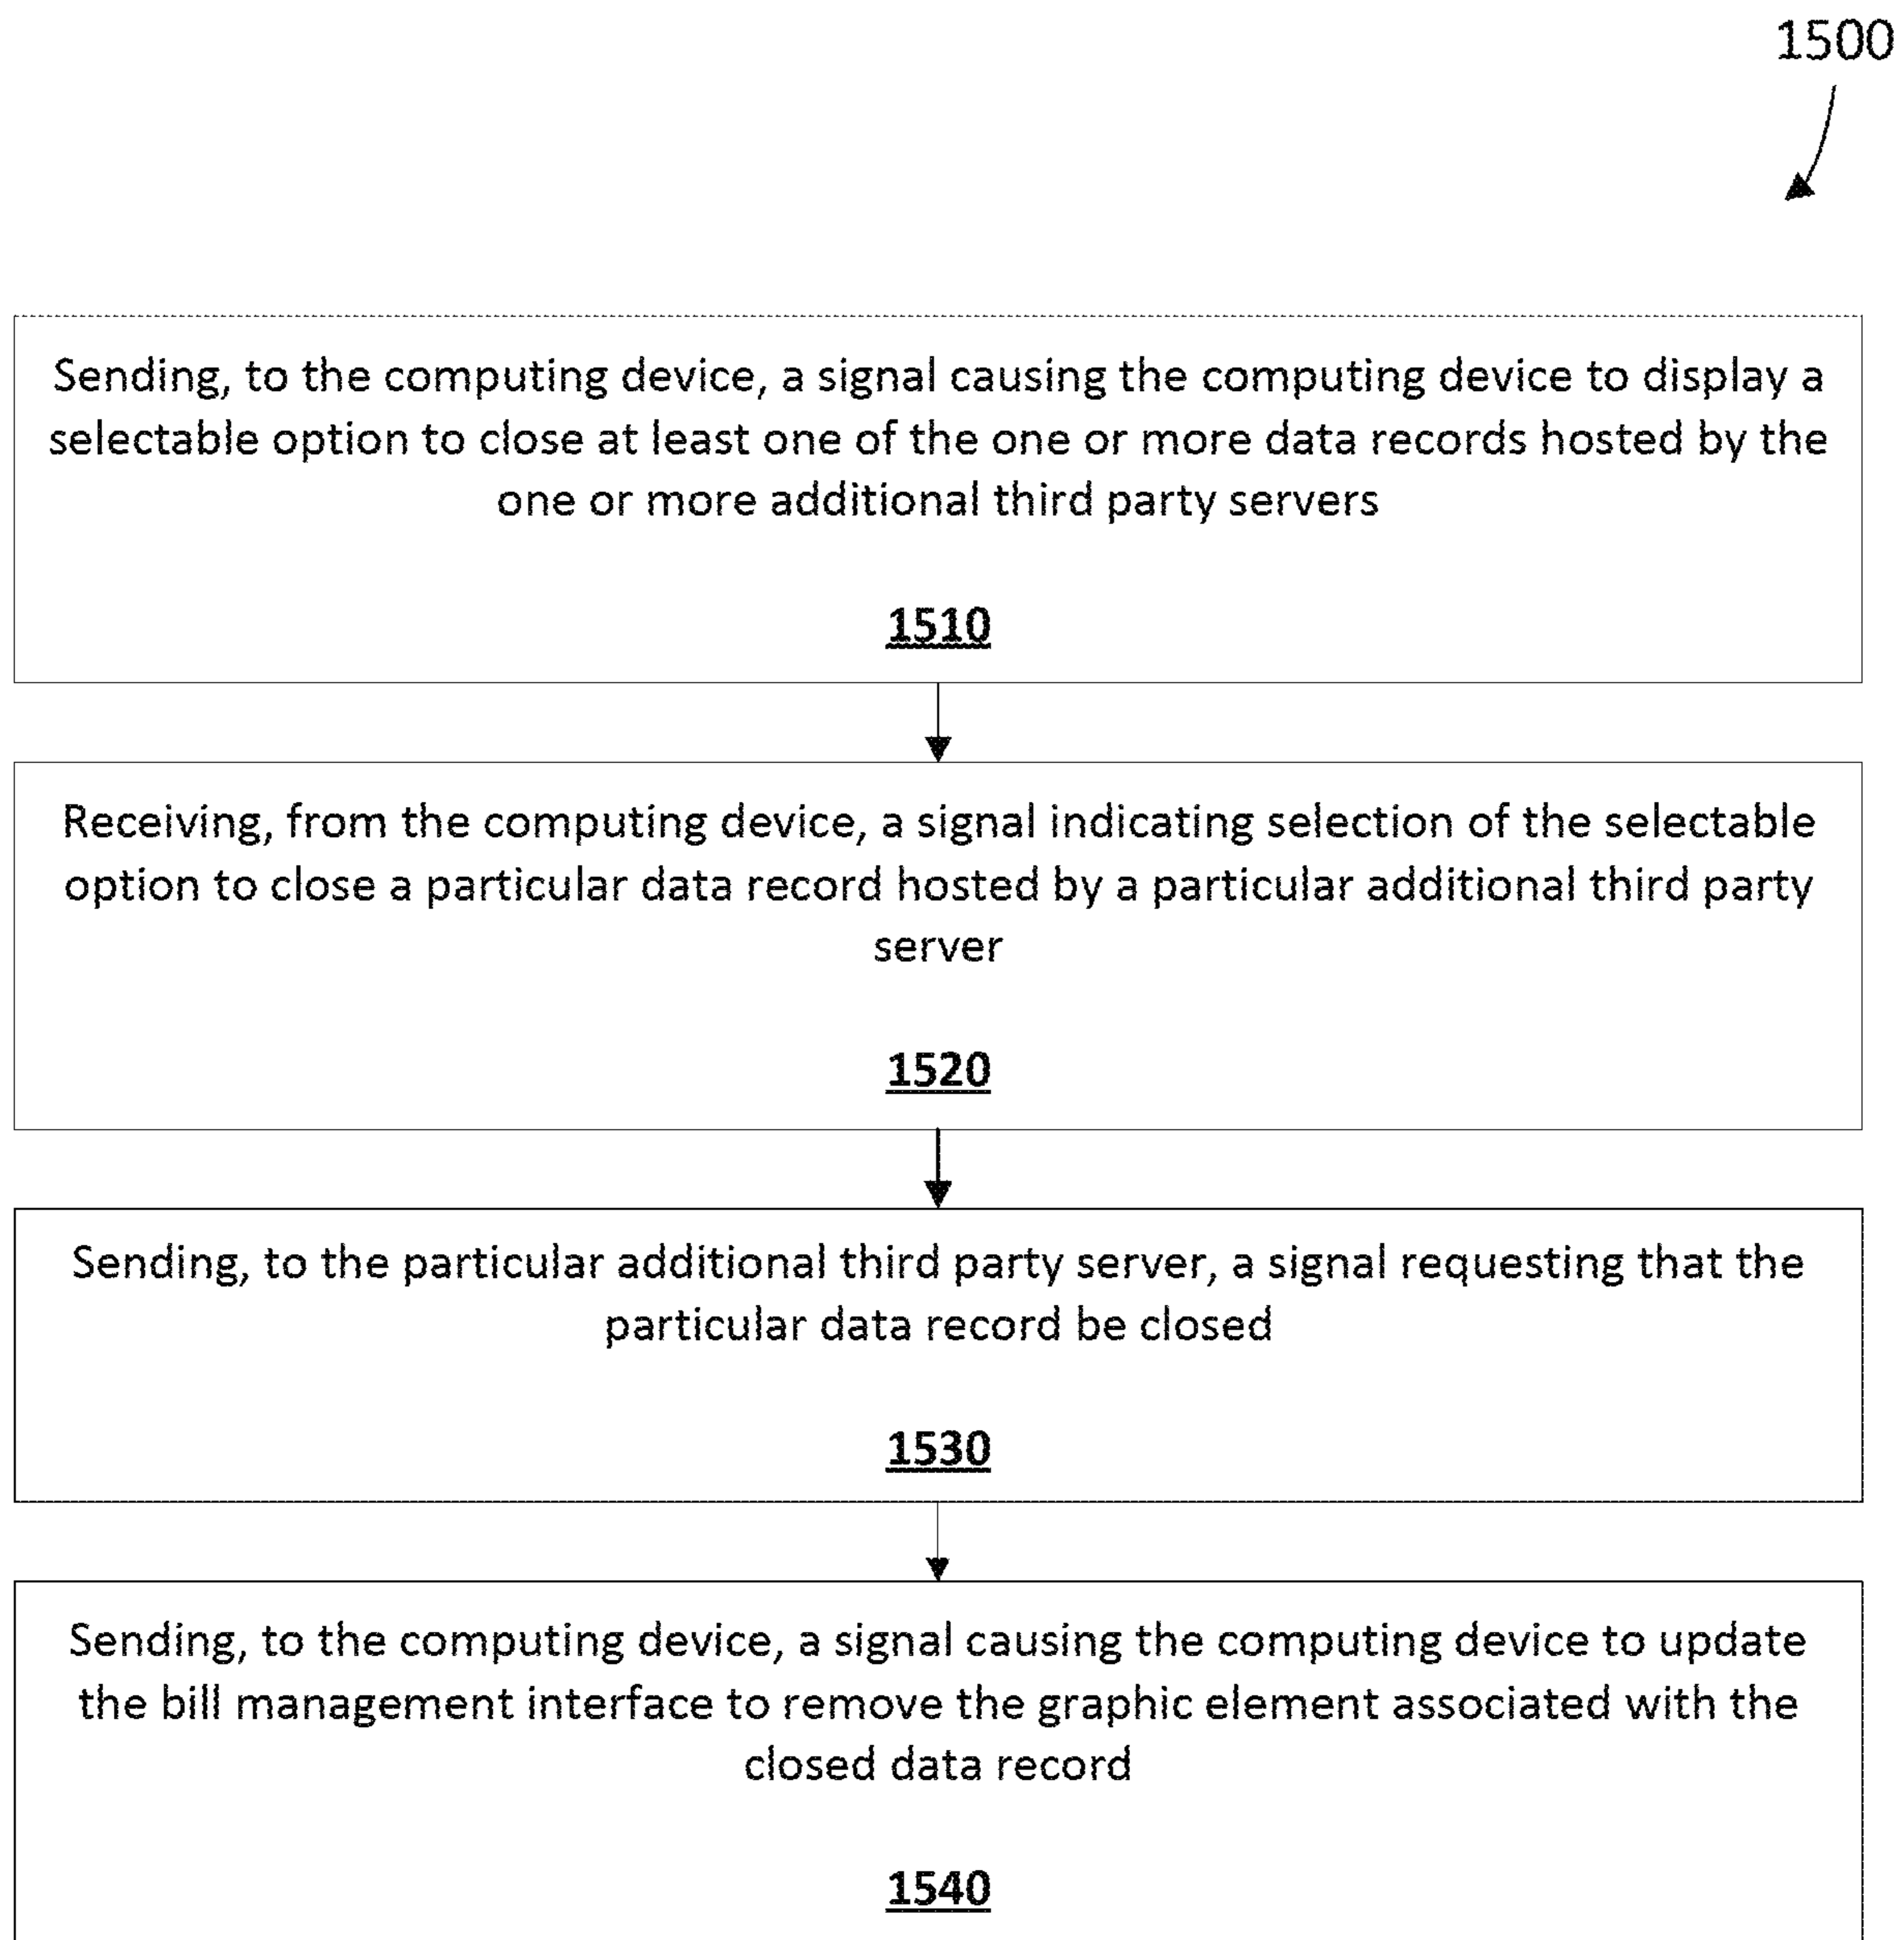 1500
Sending, to the computing device, a signal causing the computing device to display a
selectable option to close at least one of the one or more data records hosted by the
one or more additional third party servers
1510
Receiving, from the computing device, a signal indicating selection of the selectable
option to close a particular data record hosted by a particular additional third party
server
1520
Sending, to the particular additional third party server, a signal requesting that the
particular data record be closed
1530
Sending, to the computing device, a signal causing the computing device to update
the bill management interface to remove the graphic element associated with the
closed data record
1540